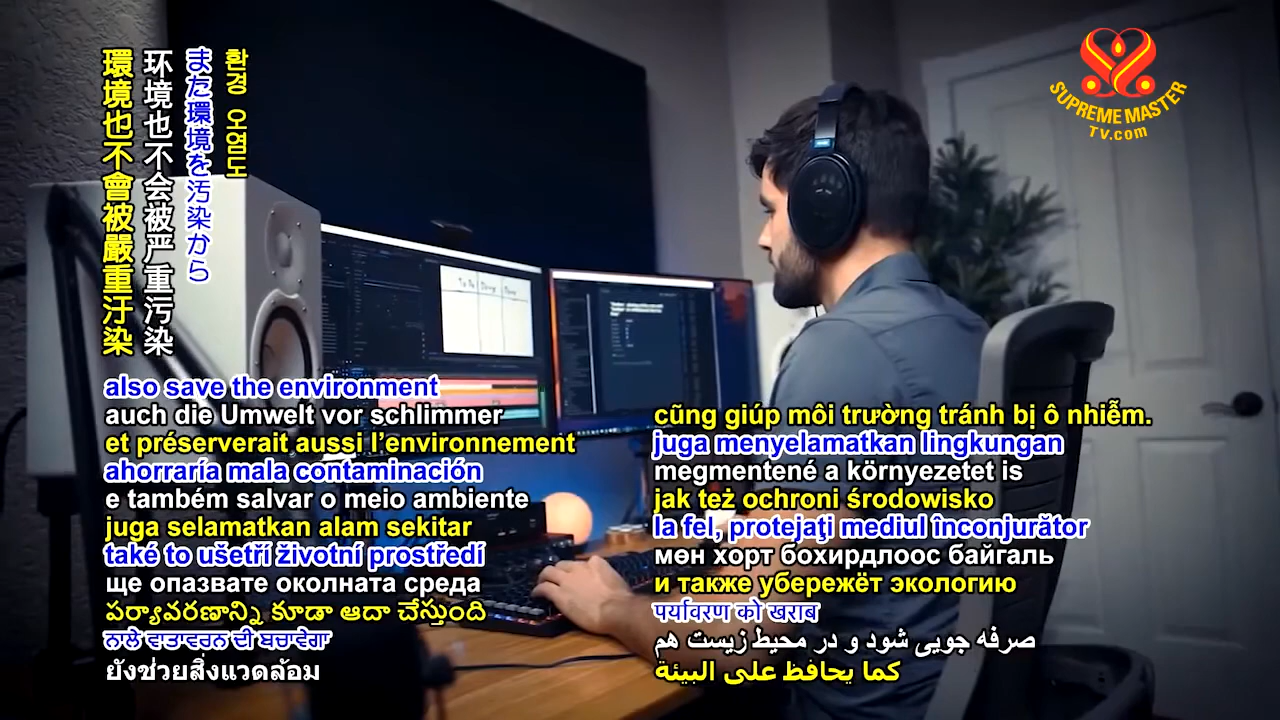 環境也不會被嚴重汙染
环境也不会被严重污染
また環境を汚染から
환경 오염도
SUPREME MASTER
TV.com
also save the environment
auch die Umwelt vor schlimmer
et préserverait aussi l'environnement
ahorraría mala contaminación
e também salvar o meio ambiente
juga selamatkan alam sekitar
také to ušetří životní prostředí
ще опазвате околната среда
పర్యావరణాన్ని కూడా ఆదా చేస్తుంది
ਨਾਲੇ ਵਾਤਾਵਰਨ ਦੀ ਬਚਾਵੇਗਾ
ยังช่วยสิ่งแวดล้อม
cũng giúp môi trường tránh bị ô nhiễm.
juga menyelamatkan lingkungan
megmentené a környezetet is
jak też ochroni środowisko
la fel, protejaţi mediul înconjurător
мөн хорт бохирдлоос байгаль
и также убережёт экологию
पर्यावरण को खराब
صرفه جویی شود و در محیط زیست هم
كما يحافظ على البيئة